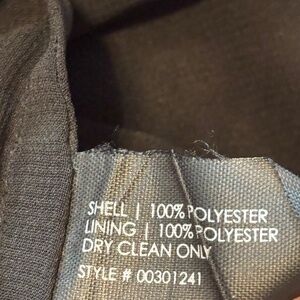 SHELL | 100% POLYESTER
LINING | 100% POLYESTER
DRY CLEAN ONLY
STYLE # 00301241